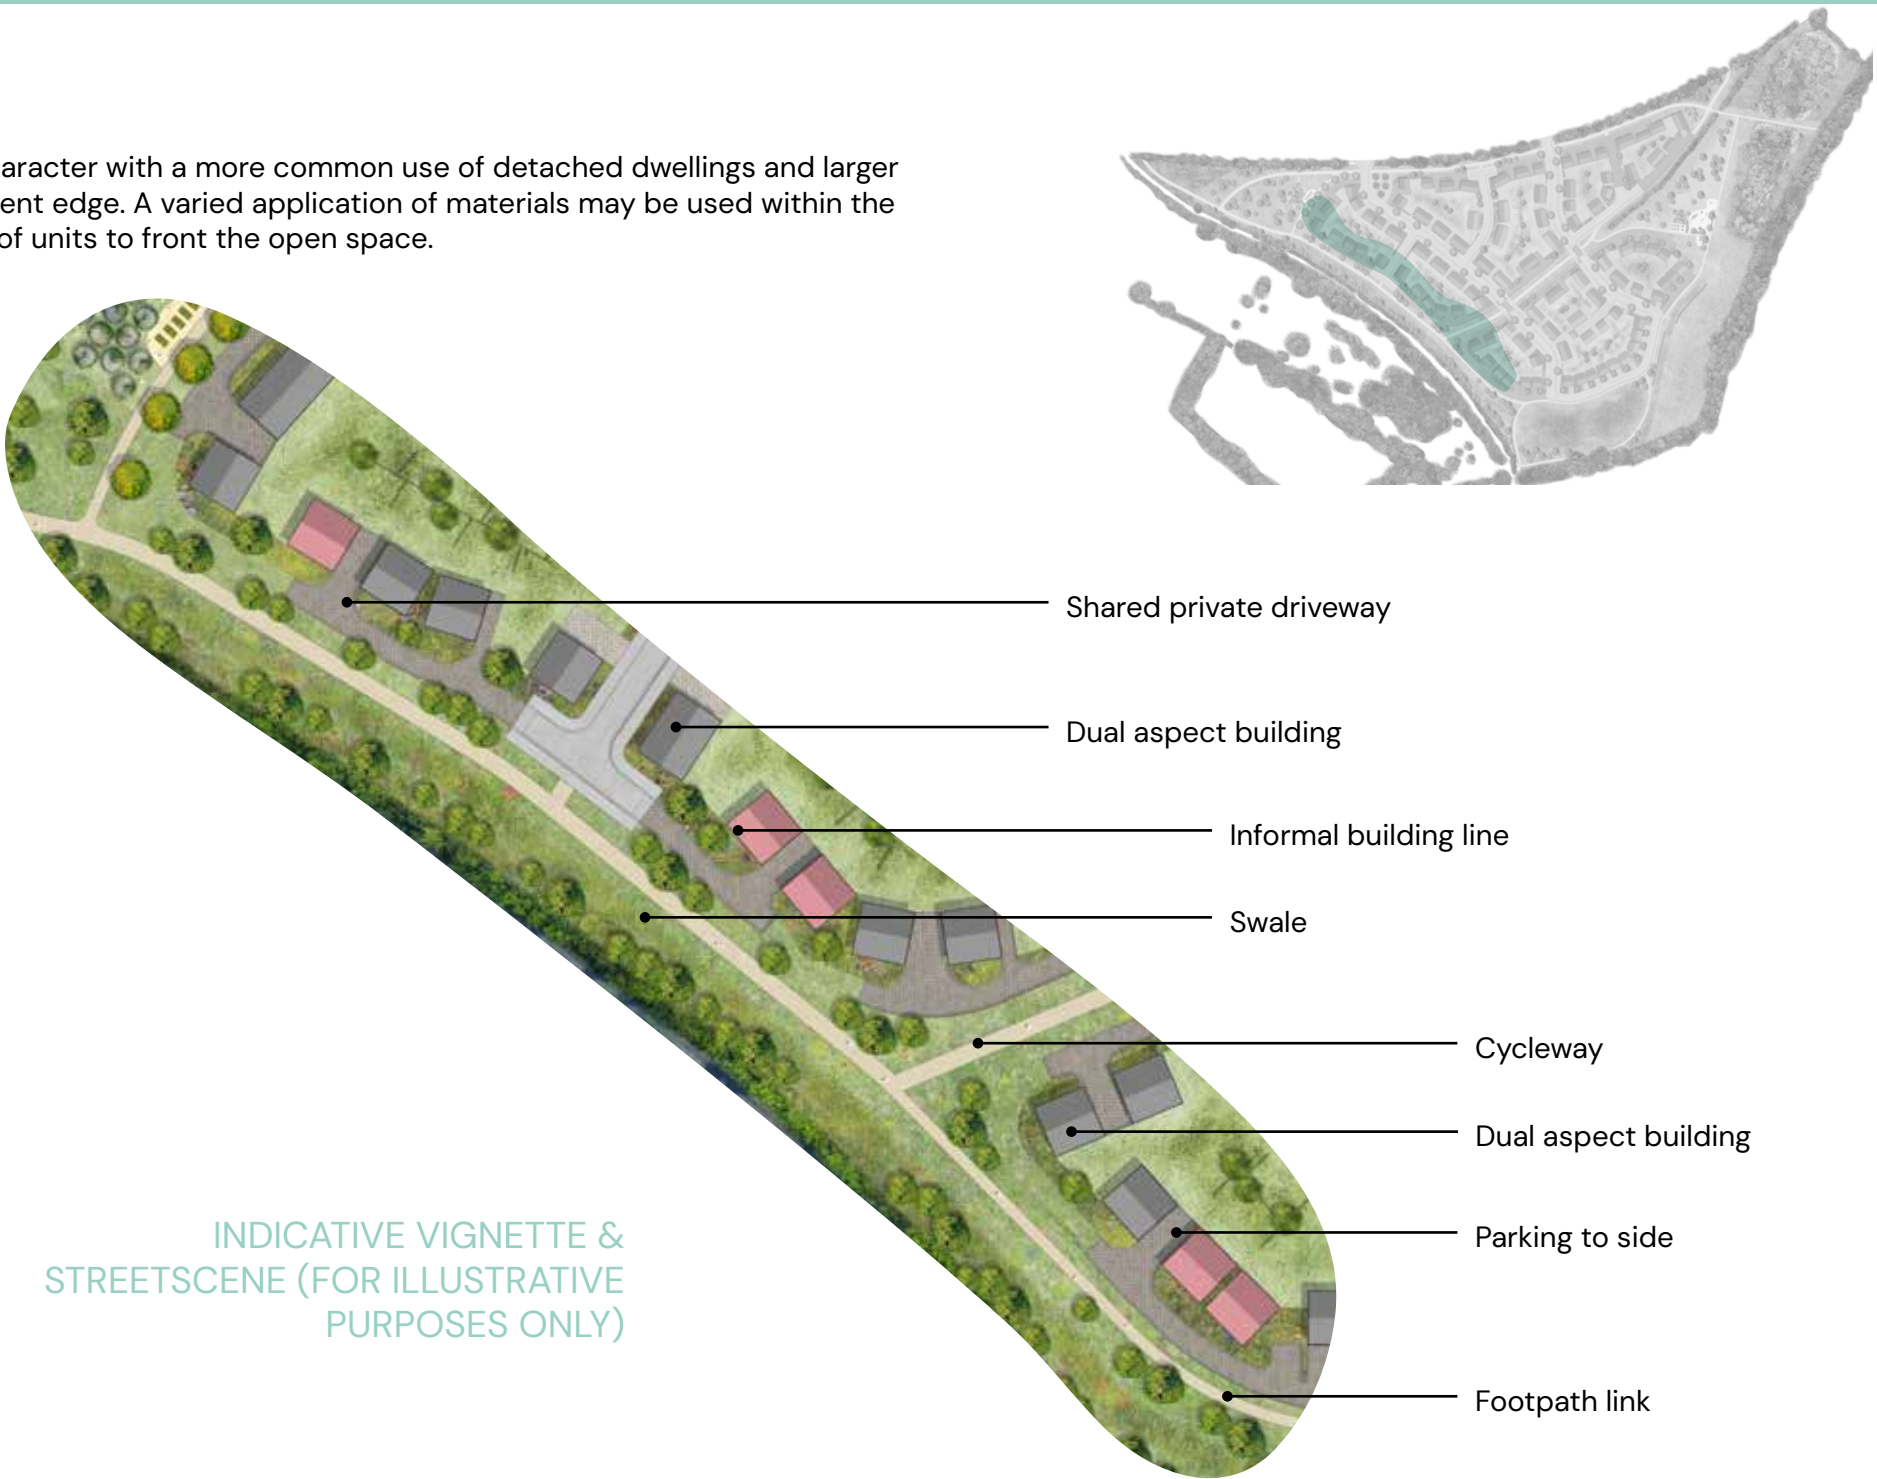 aracter with a more common use of detached dwellings and larger
ent edge. A varied application of materials may be used within the
of units to front the open space.
Shared private driveway
Dual aspect building
Informal building line
Swale
Cycleway
Dual aspect building
Parking to side
Footpath link
INDICATIVE VIGNETTE &
STREETSCENE (FOR ILLUSTRATIVE
PURPOSES ONLY)